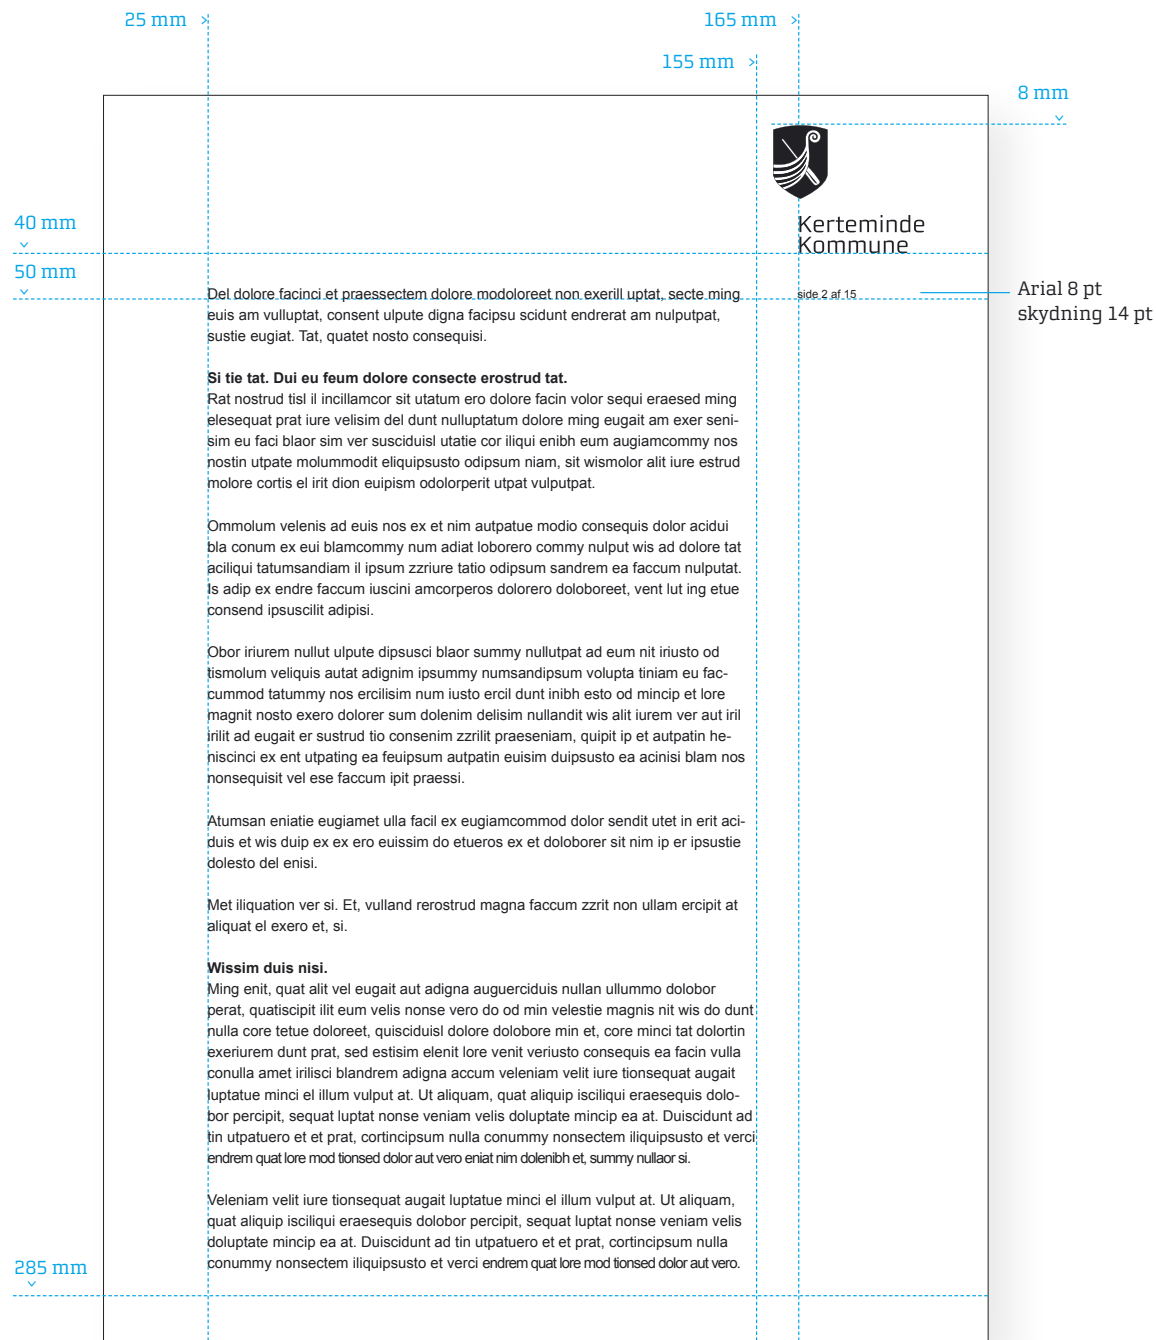 25 mm
165 mm
155 mm
8 mm
40 mm
Kerteminde
Kommune
50 mm
Del dolore facinci et praessectem dolore modoloreet non exerill uptat, secte ming
side 2 af 15
Arial 8 pt
euis am vulluptat, consent ulpute digna facipsu scidunt endrerat am nulputpat,
skydning 14 pt
sustie eugiat. Tat, quatet nosto consequisi.
Si tie tat. Dui eu feum dolore consecte erostrud tat.
Rat nostrud tisl il incillamcor sit utatum ero dolore facin volor sequi eraesed ming
elesequat prat iure velisim del dunt nulluptatum dolore ming eugait am exer seni-
sim eu faci blaor sim ver susciduisl utatie cor iliqui enibh eum augiamcommy nos
nostin utpate molummodit eliquipsusto odipsum niam, sit wismolor alit iure estrud
molore cortis el irit dion euipism odolorperit utpat vulputpat.
Ommolum velenis ad euis nos ex et nim autpatue modio consequis dolor acidui
bla conum ex eui blamcommy num adiat loborero commy nulput wis ad dolore tat
aciliqui tatumsandiam il ipsum zzriure tatio odipsum sandrem ea faccum nulputat.
Is adip ex endre faccum iuscini amcorperos dolorero doloboreet, vent lut ing etue
consend ipsuscilit adipisi.
Obor iriurem nullut ulpute dipsusci blaor summy nullutpat ad eum nit iriusto od
tismolum veliquis autat adignim ipsummy numsandipsum volupta tiniam eu fac-
cummod tatummy nos ercilisim num iusto ercil dunt inibh esto od mincip et lore
magnit nosto exero dolorer sum dolenim delisim nullandit wis alit iurem ver aut iril
irilit ad eugait er sustrud tio consenim zzrilit praeseniam, quipit ip et autpatin he-
niscinci ex ent utpating ea feuipsum autpatin euisim duipsusto ea acinisi blam nos
nonsequisit vel ese faccum ipit praessi.
Atumsan eniatie eugiamet ulla facil ex eugiamcommod dolor sendit utet in erit aci-
duis et wis duip ex ex ero euissim do etueros ex et doloborer sit nim ip er ipsustie
dolesto del enisi.
Met iliquation ver si. Et, vulland rerostrud magna faccum zzrit non ullam ercipit at
aliquat el exero et, si.
Wissim duis nisi.
Ming enit, quat alit vel eugait aut adigna auguerciduis nullan ullummo dolobor
perat, quatiscipit ilit eum velis nonse vero do od min velestie magnis nit wis do dunt
nulla core tetue doloreet, quisciduisl dolore dolobore min et, core minci tat dolortin
exeriurem dunt prat, sed estisim elenit lore venit veriusto consequis ea facin vulla
conulla amet irilisci blandrem adigna accum veleniam velit iure tionsequat augait
luptatue minci el illum vulput at. Ut aliquam, quat aliquip isciliqui eraesequis dolo-
bor percipit, sequat luptat nonse veniam velis doluptate mincip ea at. Duiscidunt ad
tin utpatuero et et prat, cortincipsum nulla conummy nonsectem iliquipsusto et verci
endrem quat lore mod tionsed dolor aut vero eniat nim dolenibh et, summy nullaor si.
Veleniam velit iure tionsequat augait luptatue minci el illum vulput at. Ut aliquam,
quat aliquip isciliqui eraesequis dolobor percipit, sequat luptat nonse veniam velis
doluptate mincip ea at. Duiscidunt ad tin utpatuero et et prat, cortincipsum nulla
conummy nonsectem iliquipsusto et verci endrem quat lore mod tionsed dolor aut vero.
285 mm